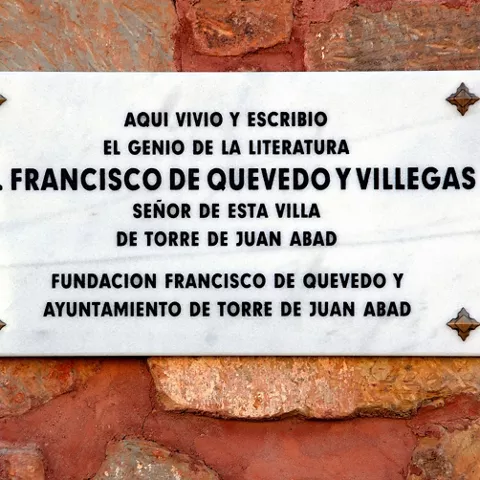 AQUI VIVIO Y ESCRIBIO
EL GENIO DE LA LITERATURA
. FRANCISCO DE QUEVEDO Y VILLEGAS
SEÑOR DE ESTA VILLA
DE TORRE DE JUAN ABAD
FUNDACION FRANCISCO DE QUEVEDO Y
AYUNTAMIENTO DE TORRE DE JUAN ABAD